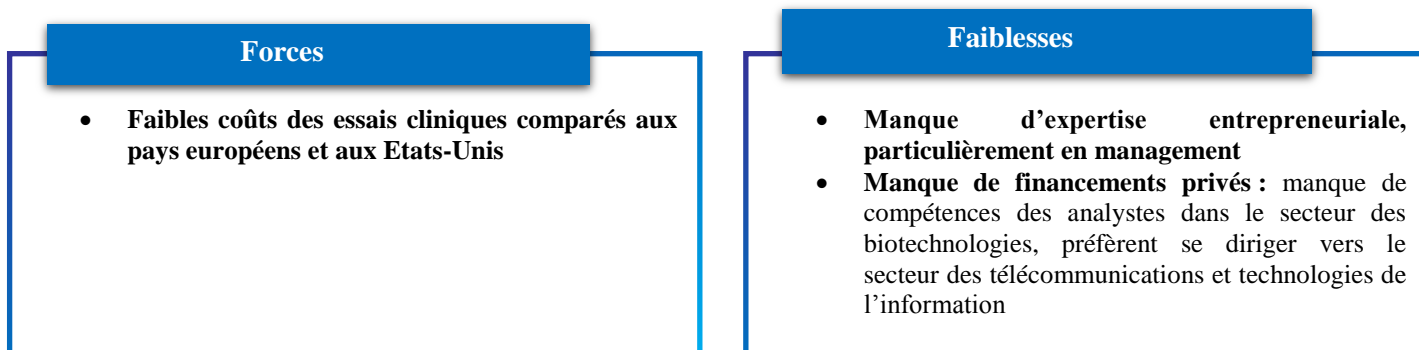 Forces
• Faibles coûts des essais cliniques comparés aux
pays européens et aux Etats-Unis
Faiblesses
• Manque d’expertise entrepreneuriale,
particulièrement en management
• Manque de financements privés : manque de
compétences des analystes dans le secteur des
biotechnologies, préfèrent se diriger vers le
secteur des télécommunications et technologies de
l’information